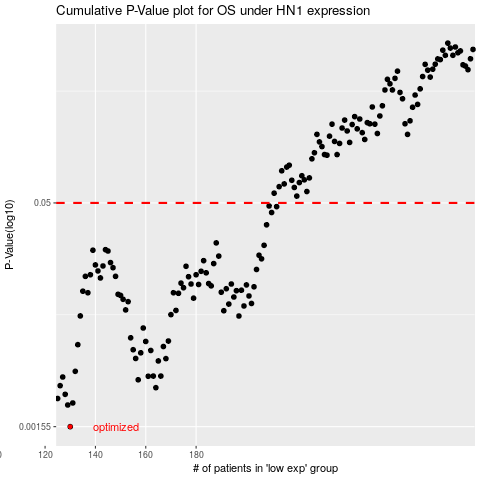 Cumulative P-Value plot for OS under HN1 expression
P-Value(log10)
0.05
0.00155
optimized
0
120
140
160
180
# of patients in 'low exp' group